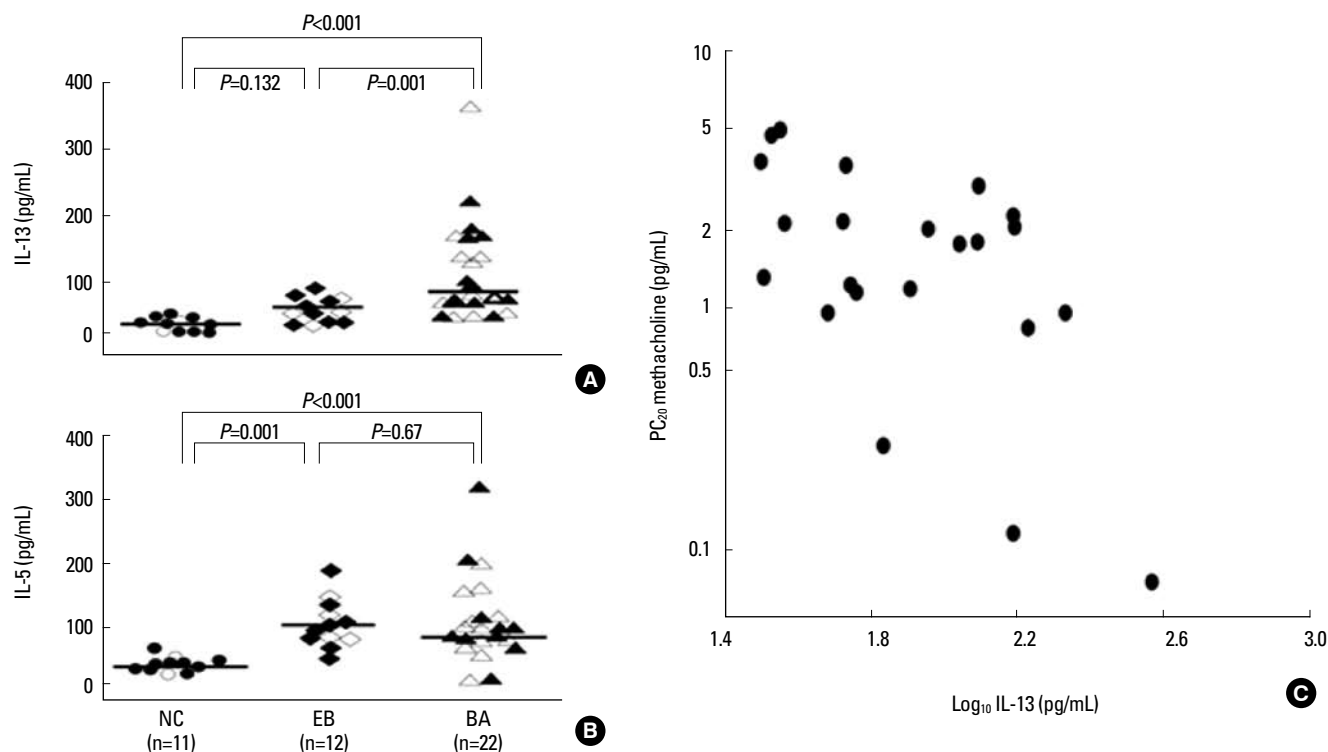 P<0.001
P=0.132
P=0.001
400
300
200
100
0
IL-13 (pg/mL)
A
P<0.001
P=0.001
P=0.67
400
300
200
100
0
IL-5 (pg/mL)
NC
(n=11)
EB
(n=12)
BA
(n=22)
B
10
5
2
1
0.5
0.1
PC20 methacholine (pg/mL)
1.4
1.8
2.2
2.6
3.0
Log10 IL-13 (pg/mL)
C